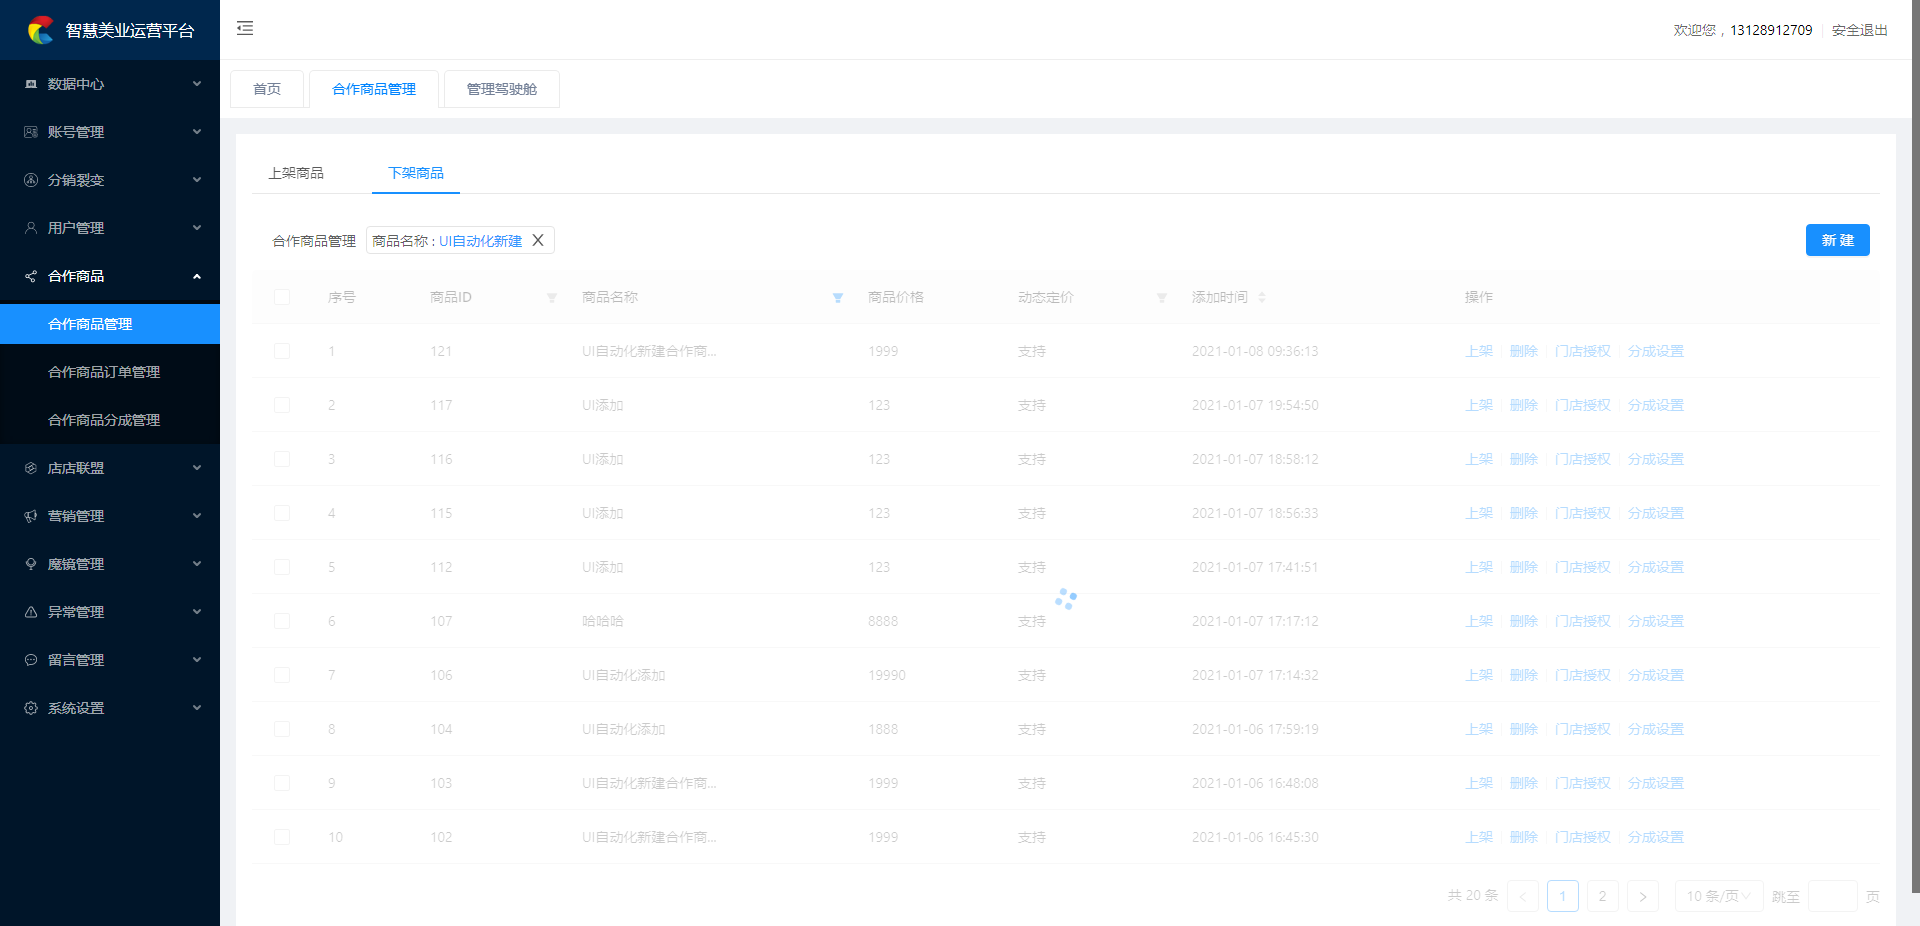 智慧美业运营平台
欢迎您，13128912709 安全退出
数据中心
账号管理
分销裂变
用户管理
合作商品
合作商品管理
合作商品订单管理
合作商品分成管理
店店联盟
营销管理
魔镜管理
异常管理
留言管理
系统设置
首页 合作商品管理 管理驾驶舱
上架商品 下架商品
合作商品管理 商品名称 : UI自动化新建
新 建
序号 商品ID 商品名称 商品价格 动态定价 添加时间 操作
1 121 UI自动化新建合作商... 1999 支持 2021-01-08 09:36:13 上架 删除 门店授权 分成设置
2 117 UI添加 123 支持 2021-01-07 19:54:50 上架 删除 门店授权 分成设置
3 116 UI添加 123 支持 2021-01-07 18:58:12 上架 删除 门店授权 分成设置
4 115 UI添加 123 支持 2021-01-07 18:56:33 上架 删除 门店授权 分成设置
5 112 UI添加 123 支持 2021-01-07 17:41:51 上架 删除 门店授权 分成设置
6 107 哈哈哈 8888 支持 2021-01-07 17:17:12 上架 删除 门店授权 分成设置
7 106 UI自动化添加 19990 支持 2021-01-07 17:14:32 上架 删除 门店授权 分成设置
8 104 UI自动化添加 1888 支持 2021-01-06 17:59:19 上架 删除 门店授权 分成设置
9 103 UI自动化新建合作商... 1999 支持 2021-01-06 16:48:08 上架 删除 门店授权 分成设置
10 102 UI自动化新建合作商... 1999 支持 2021-01-06 16:45:30 上架 删除 门店授权 分成设置
共 20 条 < 1 2 > 10 条/页 跳至 页